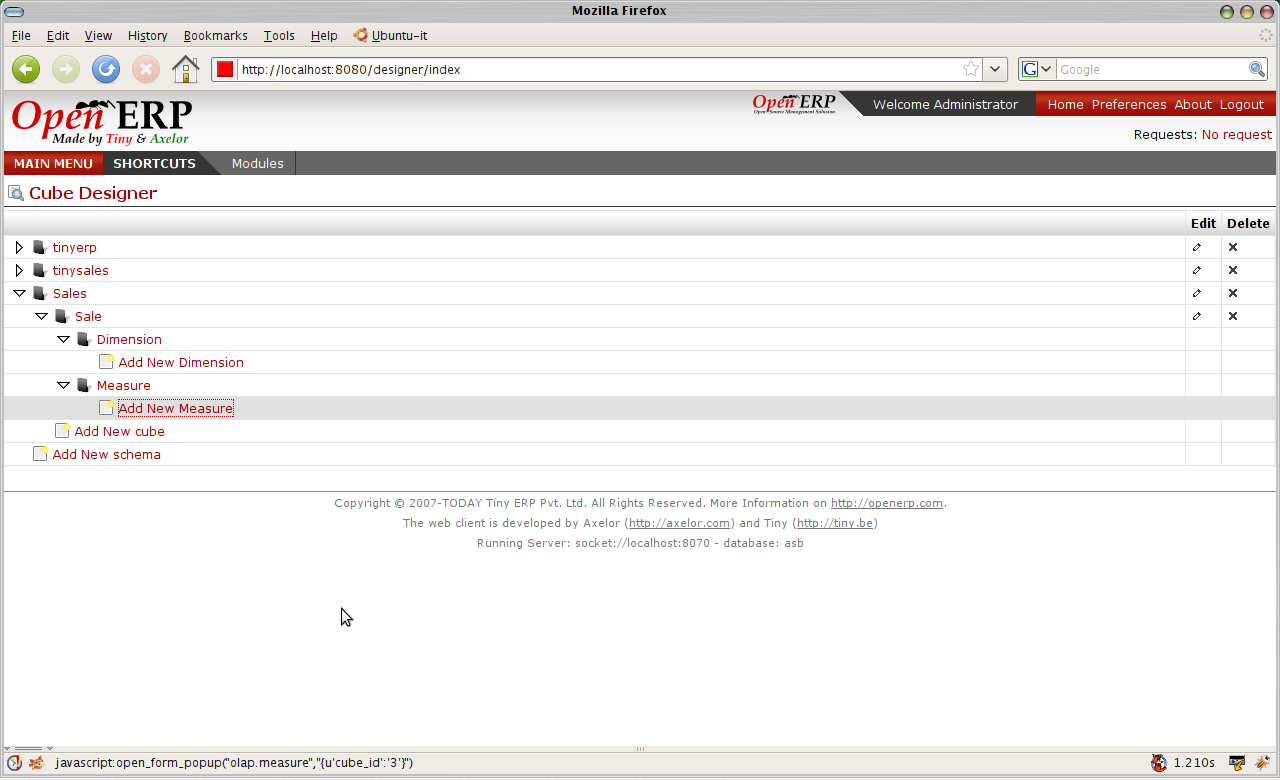 Mozilla Firefox
File Edit View History Bookmarks Tools Help Ubuntu-it
http://localhost:8080/designer/index
G Google
Open ERP
Made by Tiny & Axelor
Open ERP
Open Source Management Solution
Welcome Administrator
Home Preferences About Logout
Requests: No request
MAIN MENU SHORTCUTS Modules
Cube Designer
Edit Delete
tinyerp
tinysales
Sales
Sale
Dimension
Add New Dimension
Measure
Add New Measure
Add New cube
Add New schema
Copyright © 2007-TODAY Tiny ERP Pvt. Ltd. All Rights Reserved. More Information on http://openerp.com.
The web client is developed by Axelor (http://axelor.com) and Tiny (http://tiny.be)
Running Server: socket://localhost:8070 - database: asb
javascript:open_form_popup("olap.measure","{u'cube_id':'3'}")
1.210s